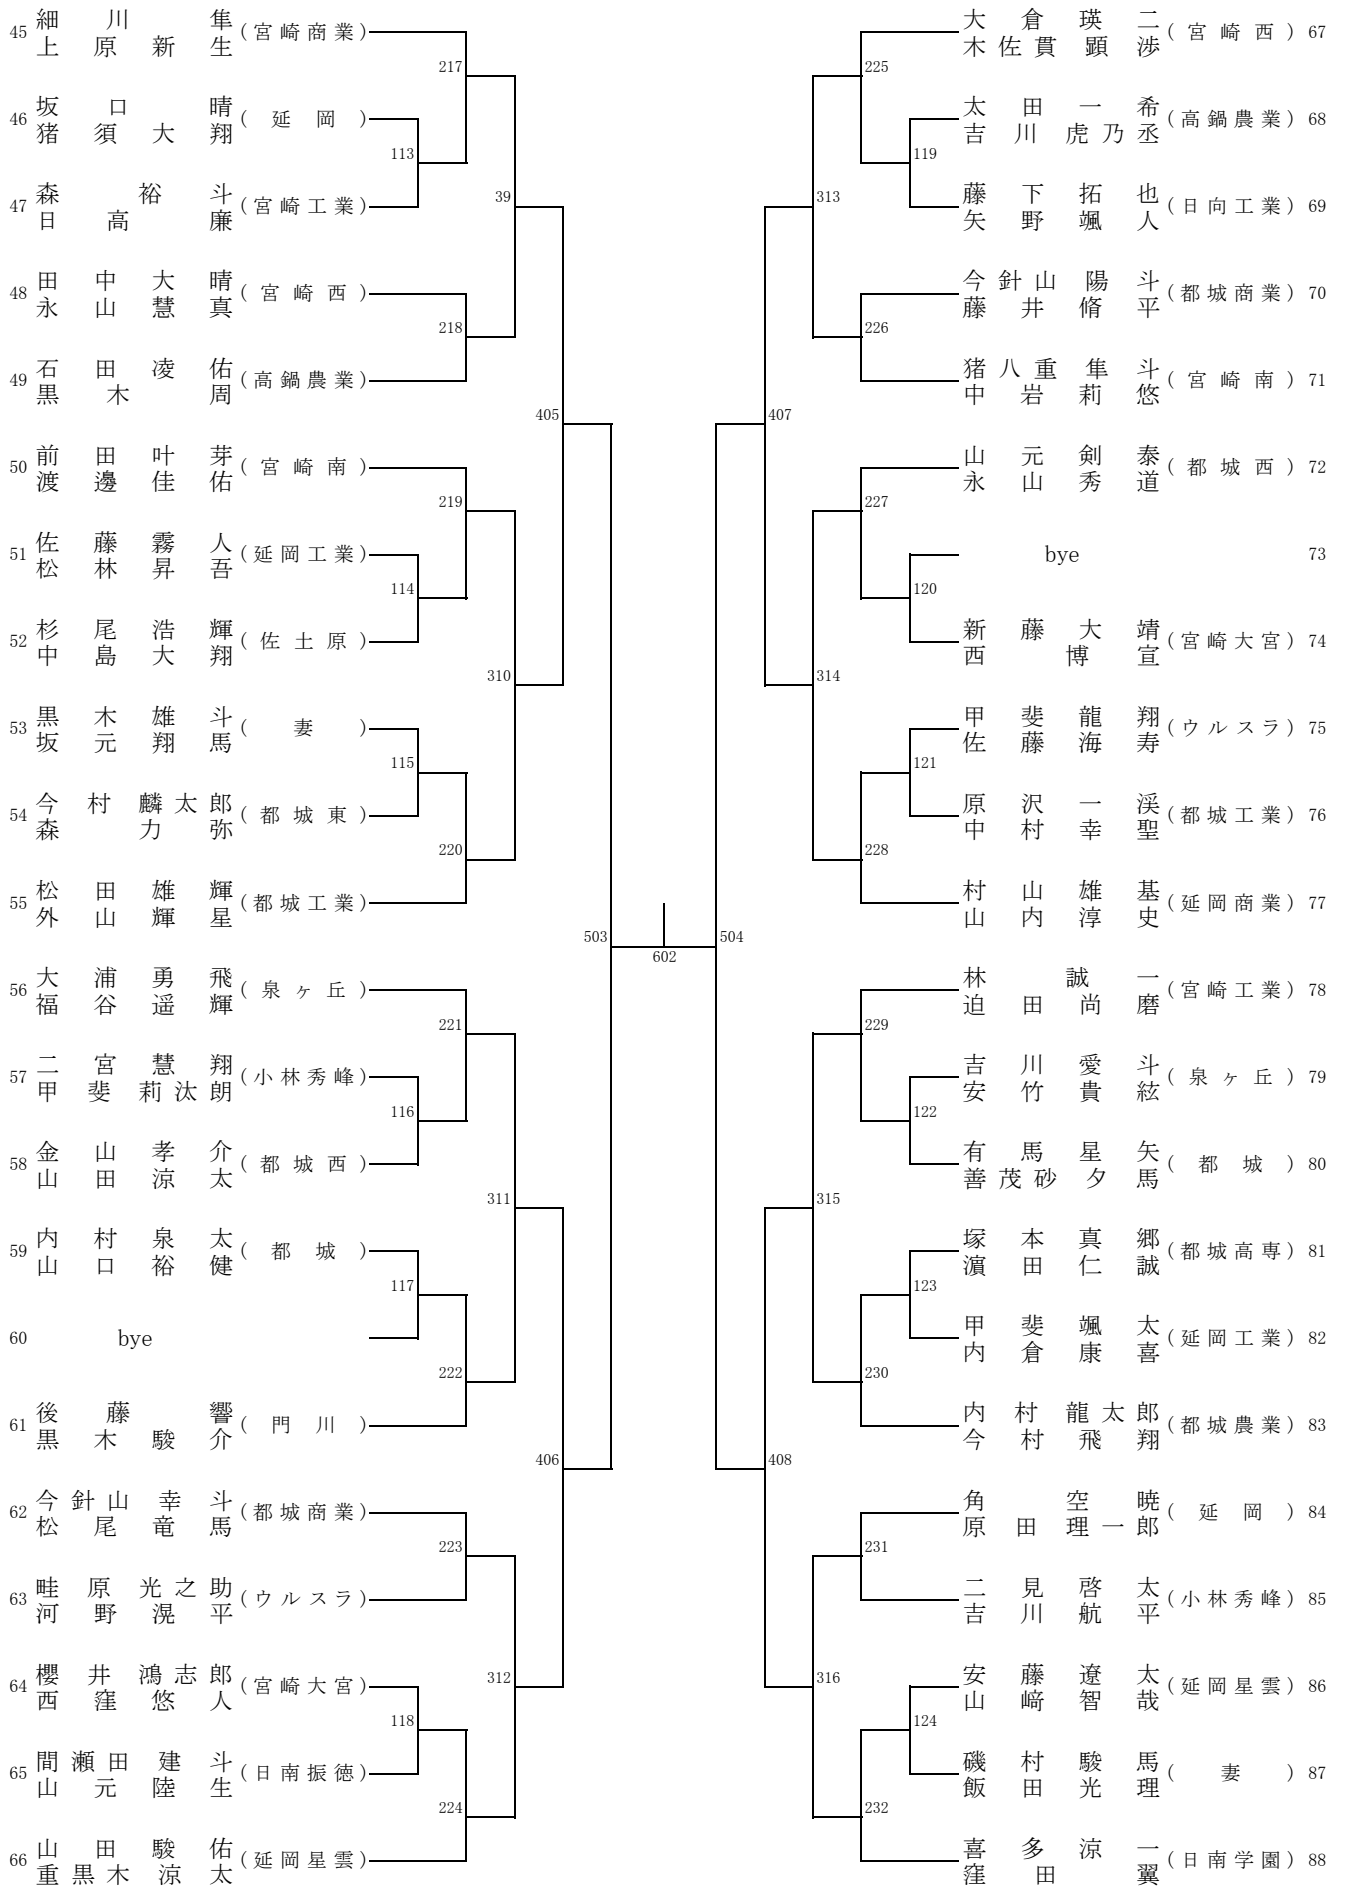 45 細川 隼 (宮崎商業)
上原新生
217
46 坂口 晴 (延岡)
猪須大翔
113
47 森 裕斗 (宮崎工業)
日高 廉
39
48 田中大晴 (宮崎西)
永山慧真
218
49 石田凌佑 (高鍋農業)
黒木 周
405
50 前田叶芽 (宮崎南)
渡邊佳佑
219
51 佐藤霧人 (延岡工業)
松林昇吾
114
52 杉尾浩輝 (佐土原)
中島大翔
310
53 黒木雄斗 (妻)
坂元翔馬
115
54 今村麟太郎 (都城東)
森 力弥
220
55 松田雄輝 (都城工業)
外山輝星
503
56 大浦勇飛 (泉ヶ丘)
福谷遥輝
221
57 二宮慧翔 (小林秀峰)
甲斐莉汰朗
116
58 金山孝介 (都城西)
山田涼太
311
59 内村泉太 (都城)
山口裕健
117
60 bye
222
61 後藤 響 (門川)
黒木駿介
406
62 今針山幸斗 (都城商業)
松尾竜馬
223
63 畦原光之助 (ウルスラ)
河野滉平
312
64 櫻井鴻志郎 (宮崎大宮)
西窪悠人
118
65 間瀬田建斗 (日南振徳)
山元陸生
224
66 山田駿佑 (延岡星雲)
重黒木涼太
602
大倉瑛二 (宮崎西) 67
木佐貫顕渉
225
太田一希 (高鍋農業) 68
吉川虎乃丞
119
藤下拓也 (日向工業) 69
矢野颯人
313
今針山陽斗 (都城商業) 70
藤井脩平
226
猪八重隼斗 (宮崎南) 71
中岩莉悠
407
山元剣泰 (都城西) 72
永山秀道
227
bye 73
120
新藤大靖 (宮崎大宮) 74
西 博宣
314
甲斐龍翔 (ウルスラ) 75
佐藤海寿
121
原沢一渓 (都城工業) 76
中村幸聖
228
村山雄基 (延岡商業) 77
山内淳史
504
林 誠一 (宮崎工業) 78
迫田尚磨
229
吉川愛斗 (泉ヶ丘) 79
安竹貴絃
122
有馬星矢 (都城) 80
善茂砂夕馬
315
塚本真郷 (都城高専) 81
濵田仁誠
123
甲斐颯太 (延岡工業) 82
内倉康喜
230
内村龍太郎 (都城農業) 83
今村飛翔
408
角 空暁 (延岡) 84
原田理一郎
231
二見啓太 (小林秀峰) 85
吉川航平
316
安藤遼太 (延岡星雲) 86
山﨑智哉
124
磯村駿馬 (妻) 87
飯田光理
232
喜多涼一 (日南学園) 88
窪田 翼